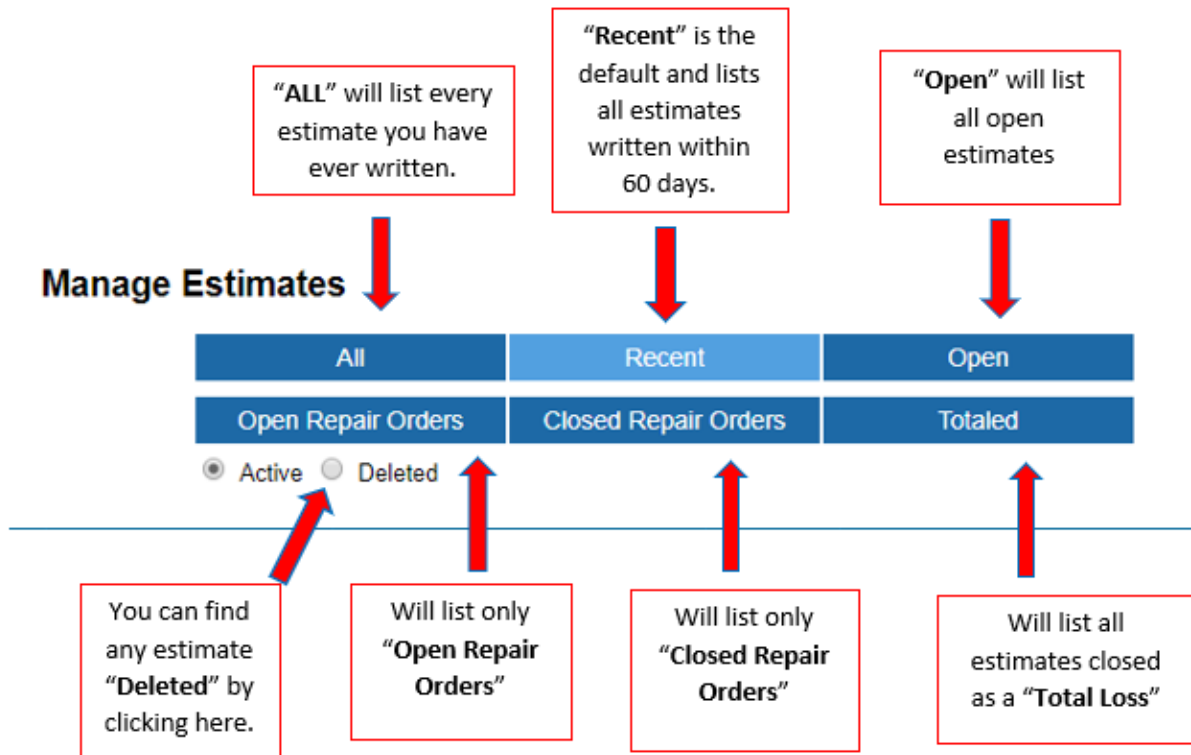 “ALL” will list every
estimate you have
ever written.
“Recent” is the
default and lists
all estimates
written within
60 days.
“Open” will list
all open
estimates
Manage Estimates
All
Recent
Open
Open Repair Orders
Closed Repair Orders
Totaled
Active
Deleted
You can find
any estimate
“Deleted” by
clicking here.
Will list only
“Open Repair
Orders”
Will list only
“Closed Repair
Orders”
Will list all
estimates closed
as a “Total Loss”